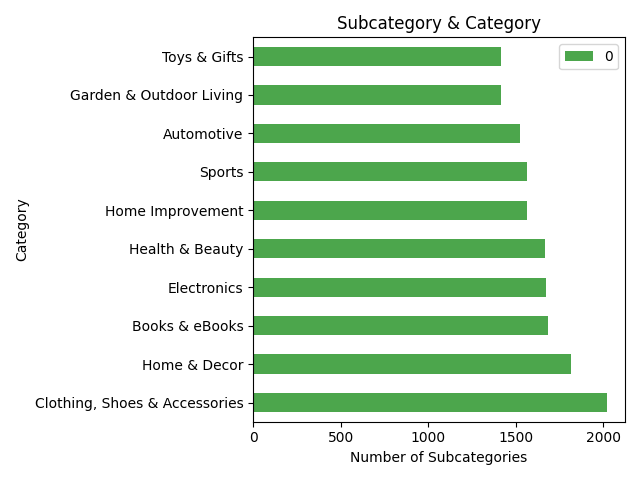 Subcategory & Category
0
Toys & Gifts
Garden & Outdoor Living
Automotive
Sports
Home Improvement
Health & Beauty
Electronics
Books & eBooks
Home & Decor
Clothing, Shoes & Accessories
Category
0 500 1000 1500 2000
Number of Subcategories